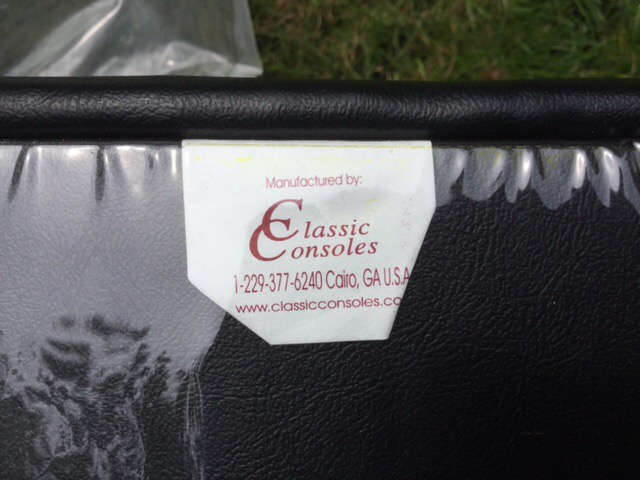 Manufactured by:
Classic
Consoles
1-229-377-6240 Cairo, GA U.S.A
www.classicconsoles.co